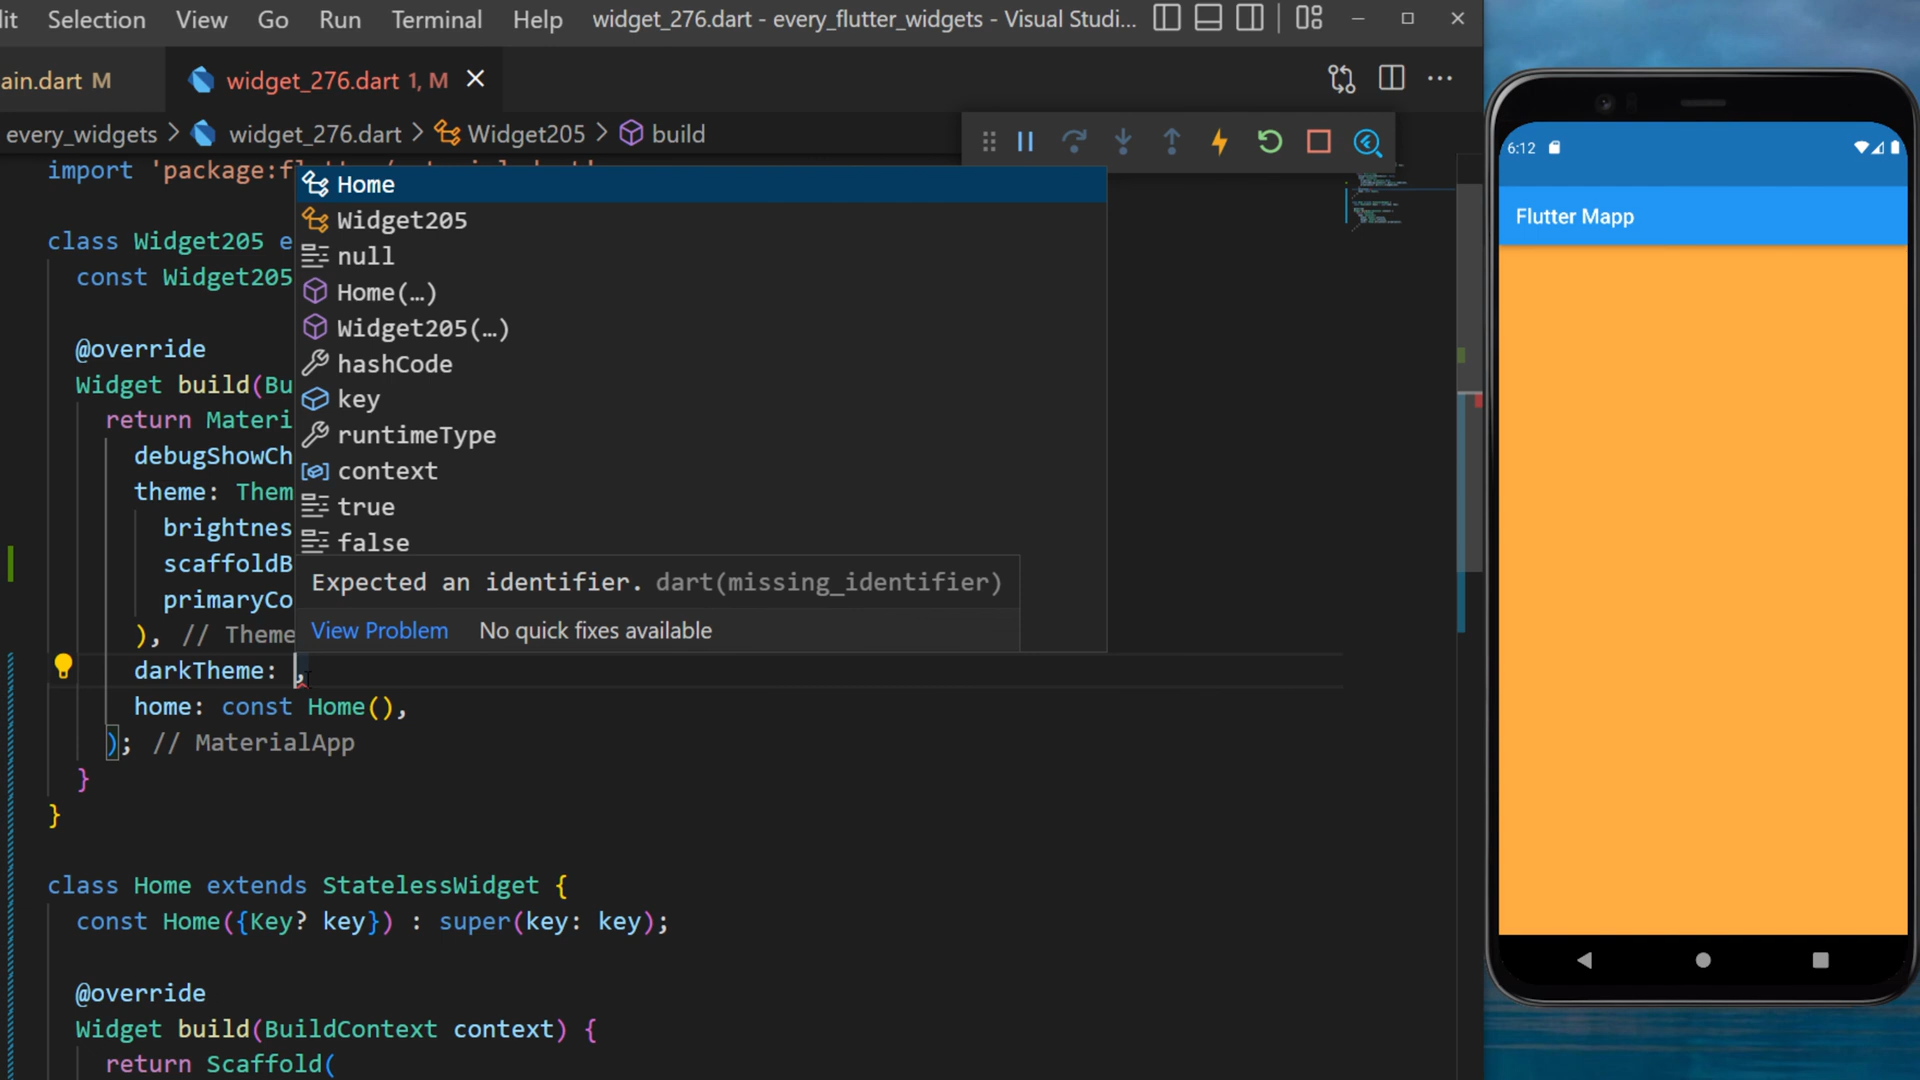 it Selection View Go Run Terminal Help widget_276.dart - every_flutter_widgets - Visual Studi...
ain.dart M
widget_276.dart 1, M
every_widgets > widget_276.dart > Widget205 > build
import 'package:f
class Widget205 e
const Widget205
@override
Widget build(Bu
return Materi
debugShowCh
theme: Them
brightnes
scaffoldB
primaryCo
), // Theme
darkTheme: ,
home: const Home(),
); // MaterialApp
}
}
class Home extends StatelessWidget {
const Home({Key? key}) : super(key: key);
@override
Widget build(BuildContext context) {
return Scaffold(
Home
Widget205
null
Home(…)
Widget205(…)
hashCode
key
runtimeType
context
true
false
Expected an identifier. dart(missing_identifier)
View Problem No quick fixes available
6:12
Flutter Mapp